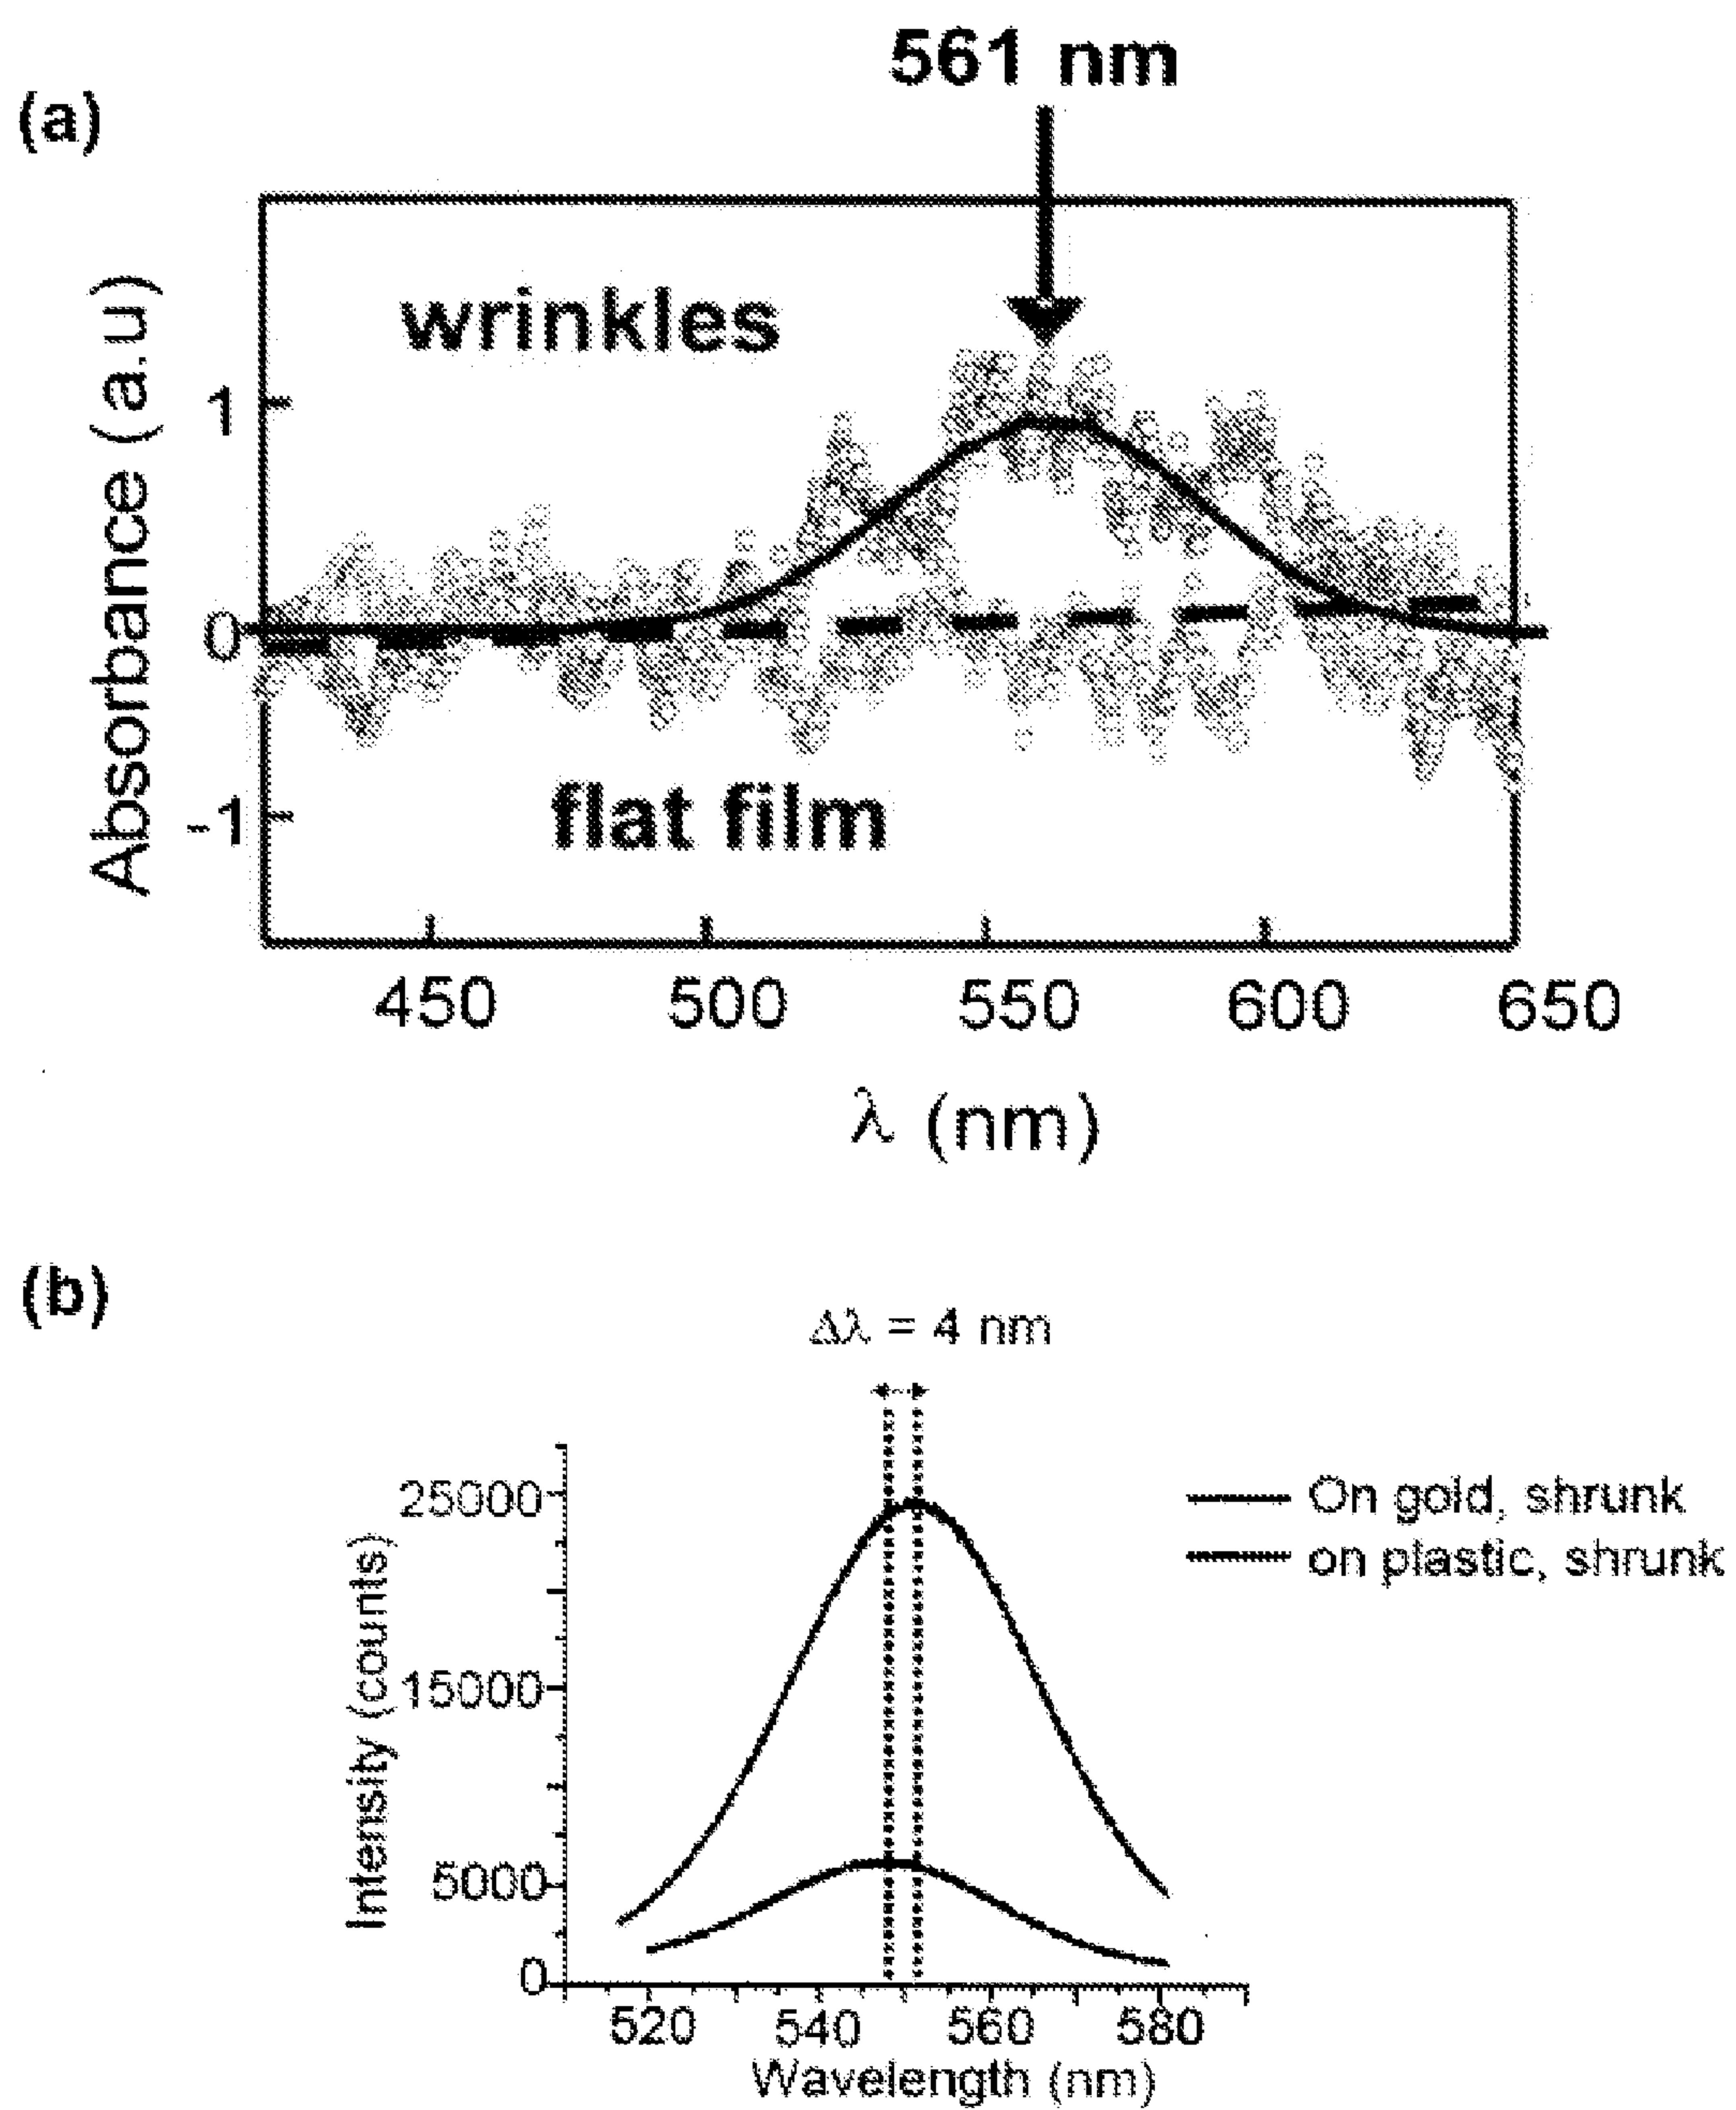 561 nm
(a)
wrinkles
Absorbance (a.u)
1
0
-1
flat film
450 500 550 600 650
λ (nm)
(b)
Δλ = 4 nm
25000
15000
5000
0
Intensity (counts)
On gold, shrunk
on plastic, shrunk
520 540 560 580
Wavelength (nm)